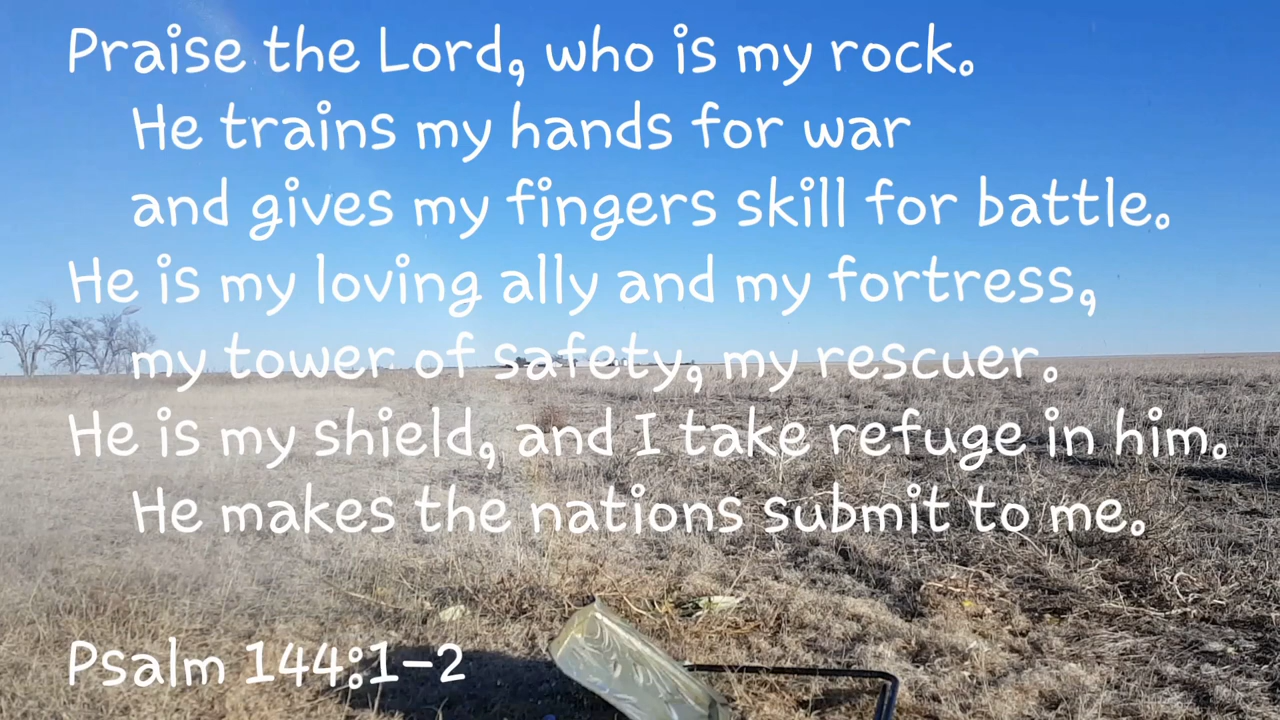 Praise the Lord, who is my rock.
He trains my hands for war
and gives my fingers skill for battle.
He is my loving ally and my fortress,
my tower of safety, my rescuer.
He is my shield, and I take refuge in him.
He makes the nations submit to me.
Psalm 144:1-2